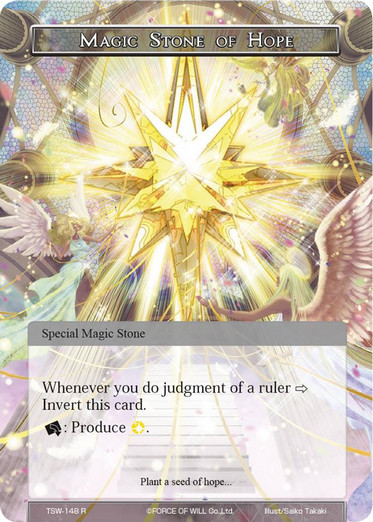 Magic Stone of Hope
Special Magic Stone
Whenever you do judgment of a ruler ⇨
Invert this card.
: Produce .
Plant a seed of hope...
TSW-148 R ©FORCE OF WILL Co.,Ltd. Illust/Saiko Takaki